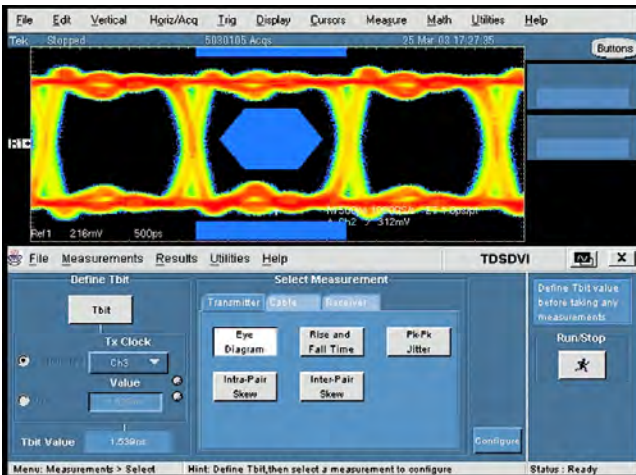 File Edit Vertical Horiz/Acq Trig Display Cursors Measure Math Utilities Help
Tek Stopped 5030105 Acqs 25 Mar 03 17:27:35
Buttons
Ref1 216mV 500ps
A Ch2 312mV
File Measurements Results Utilities Help TDSDVI
Define Tbit
Tbit
Tx Clock
Ch3
Value
Tbit Value 1.539ns
Select Measurement
Transmitter Cable Receiver
Eye Diagram
Rise and Fall Time
Pk-Pk Jitter
Intra-Pair Skew
Inter-Pair Skew
Configure
Define Tbit value
before taking any
measurements
Run/Stop
Menu: Measurements > Select
Hint: Define Tbit,then select a measurement to configure
Status : Ready